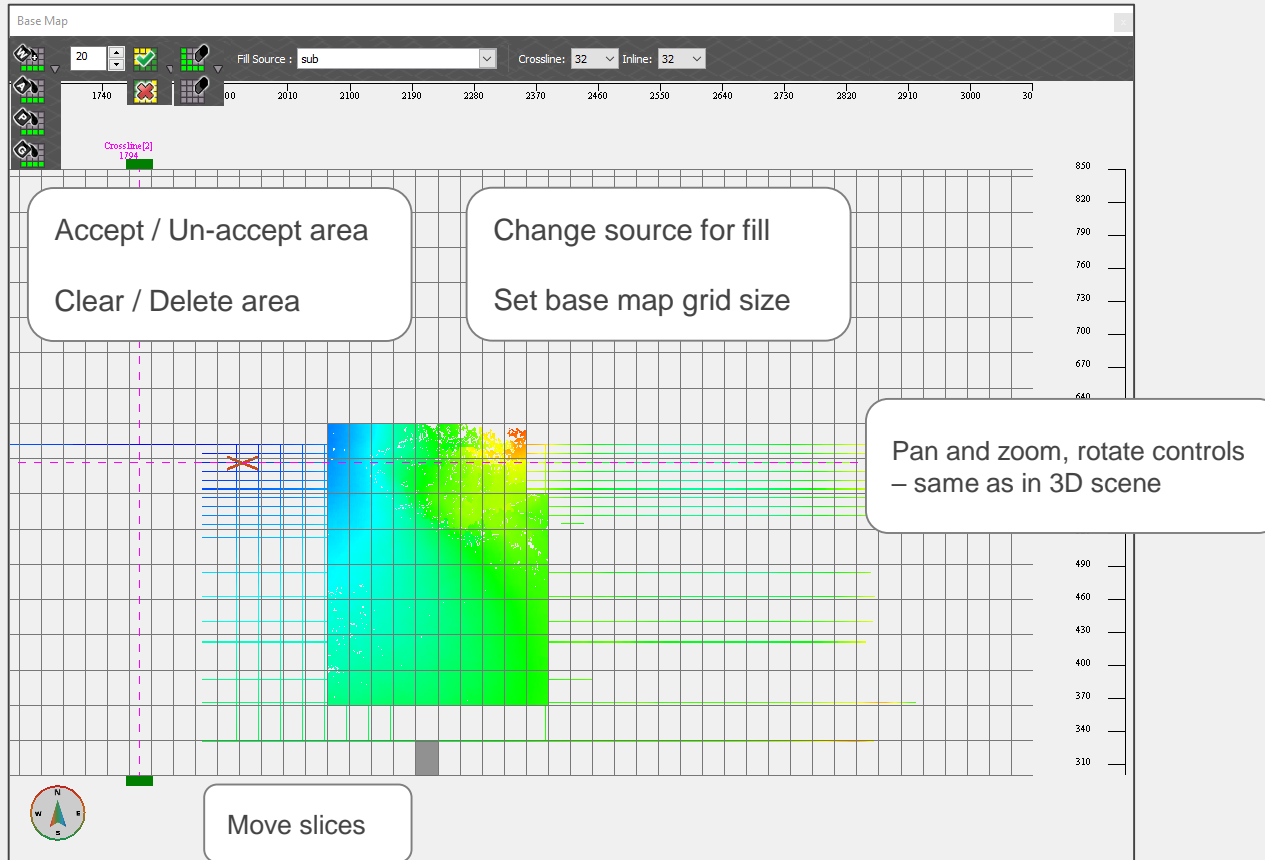 Base Map
W
20
Fill Source : sub Crossline: 32 Inline: 32
A
P
G
1740 00 2010 2100 2190 2280 2370 2460 2550 2640 2730 2820 2910 3000 30
Crossline[2]
1794
850
820
790
760
730
700
670
640
490
460
430
400
370
340
310
Accept / Un-accept area
Clear / Delete area
Change source for fill
Set base map grid size
Pan and zoom, rotate controls
– same as in 3D scene
N
W E
S
Move slices